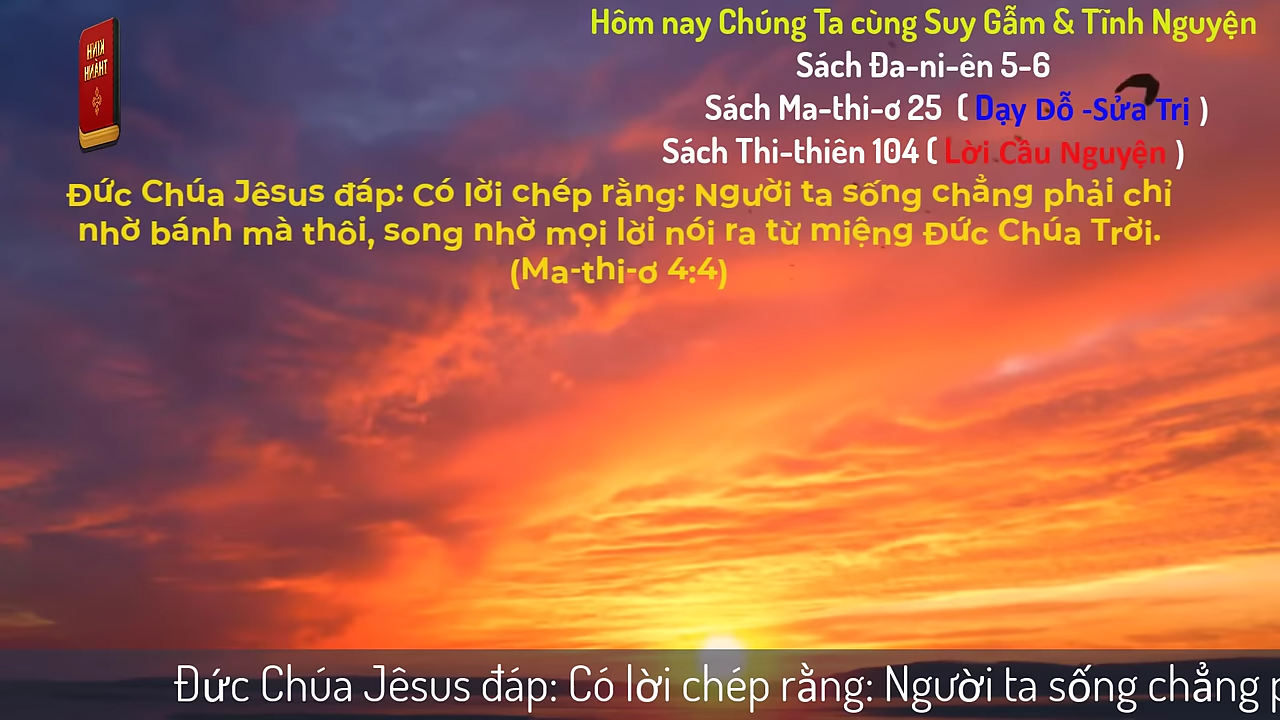 Hôm nay Chúng Ta cùng Suy Gẫm & Tĩnh Nguyện
Sách Đa-ni-ên 5-6
Sách Ma-thi-ơ 25 ( Dạy Dỗ -Sửa Trị )
Sách Thi-thiên 104 ( Lời Cầu Nguyện )
KINH
THÁNH
Đức Chúa Jêsus đáp: Có lời chép rằng: Người ta sống chẳng phải chỉ
nhờ bánh mà thôi, song nhờ mọi lời nói ra từ miệng Đức Chúa Trời.
(Ma-thi-ơ 4:4)
Đức Chúa Jêsus đáp: Có lời chép rằng: Người ta sống chẳng p